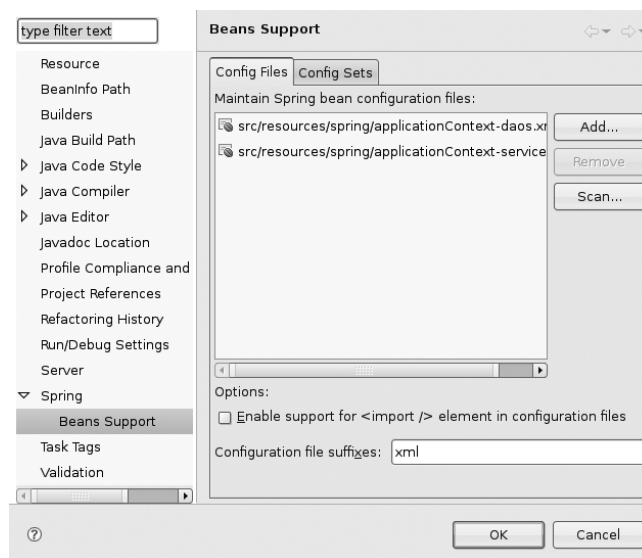 type filter text
Beans Support
Resource
BeanInfo Path
Builders
Java Build Path
Java Code Style
Java Compiler
Java Editor
Javadoc Location
Profile Compliance and
Project References
Refactoring History
Run/Debug Settings
Server
Spring
Beans Support
Task Tags
Validation
Config Files
Config Sets
Maintain Spring bean configuration files:
src/resources/spring/applicationContext-daos.xm
src/resources/spring/applicationContext-service
Add...
Remove
Scan...
Options:
Enable support for <import /> element in configuration files
Configuration file suffixes: xml
OK
Cancel